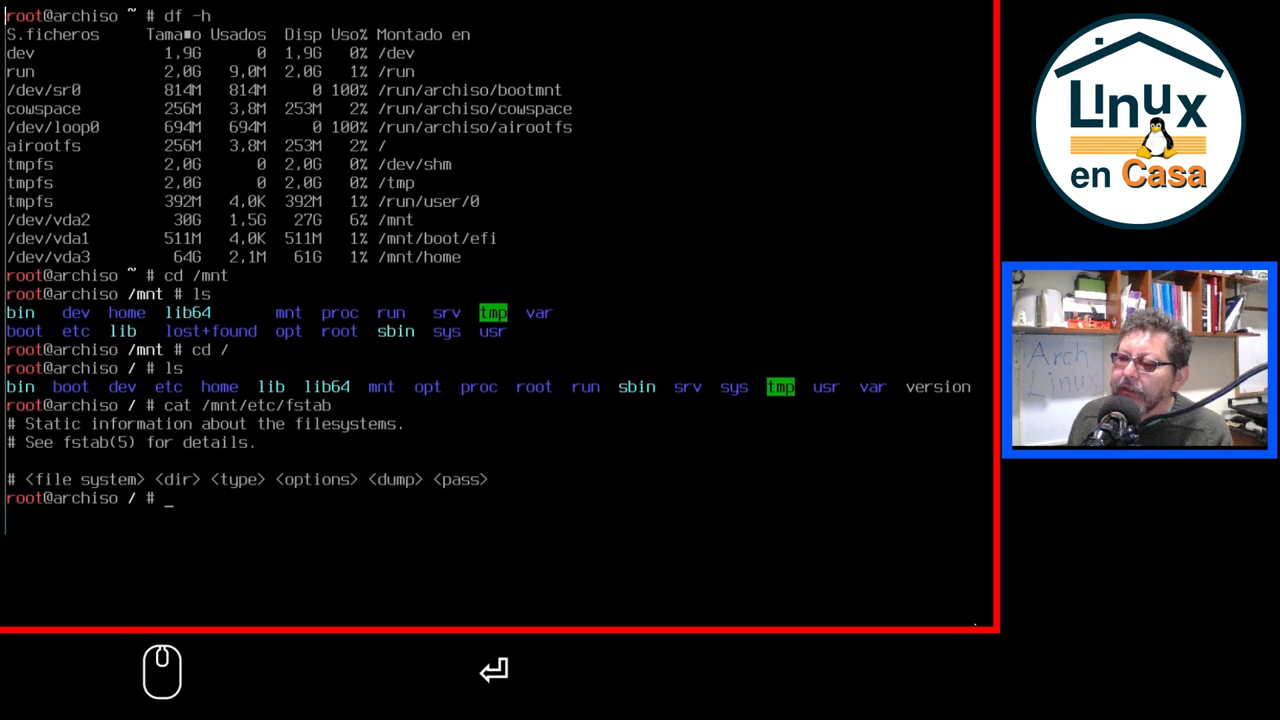 root@archiso ~ # df -h
S.ficheros Tama■o Usados Disp Uso% Montado en
dev 1,9G 0 1,9G 0% /dev
run 2,0G 9,0M 2,0G 1% /run
/dev/sr0 814M 814M 0 100% /run/archiso/bootmnt
cowspace 256M 3,8M 253M 2% /run/archiso/cowspace
/dev/loop0 694M 694M 0 100% /run/archiso/airootfs
airootfs 256M 3,8M 253M 2% /
tmpfs 2,0G 0 2,0G 0% /dev/shm
tmpfs 2,0G 0 2,0G 0% /tmp
tmpfs 392M 4,0K 392M 1% /run/user/0
/dev/vda2 30G 1,5G 27G 6% /mnt
/dev/vda1 511M 4,0K 511M 1% /mnt/boot/efi
/dev/vda3 64G 2,1M 61G 1% /mnt/home
root@archiso ~ # cd /mnt
root@archiso /mnt # ls
bin dev home lib64 mnt proc run srv tmp var
boot etc lib lost+found opt root sbin sys usr
root@archiso /mnt # cd /
root@archiso / # ls
bin boot dev etc home lib lib64 mnt opt proc root run sbin srv sys tmp usr var version
root@archiso / # cat /mnt/etc/fstab
# Static information about the filesystems.
# See fstab(5) for details.
# <file system> <dir> <type> <options> <dump> <pass>
root@archiso / # _
Linux
en Casa
Arch
Linux